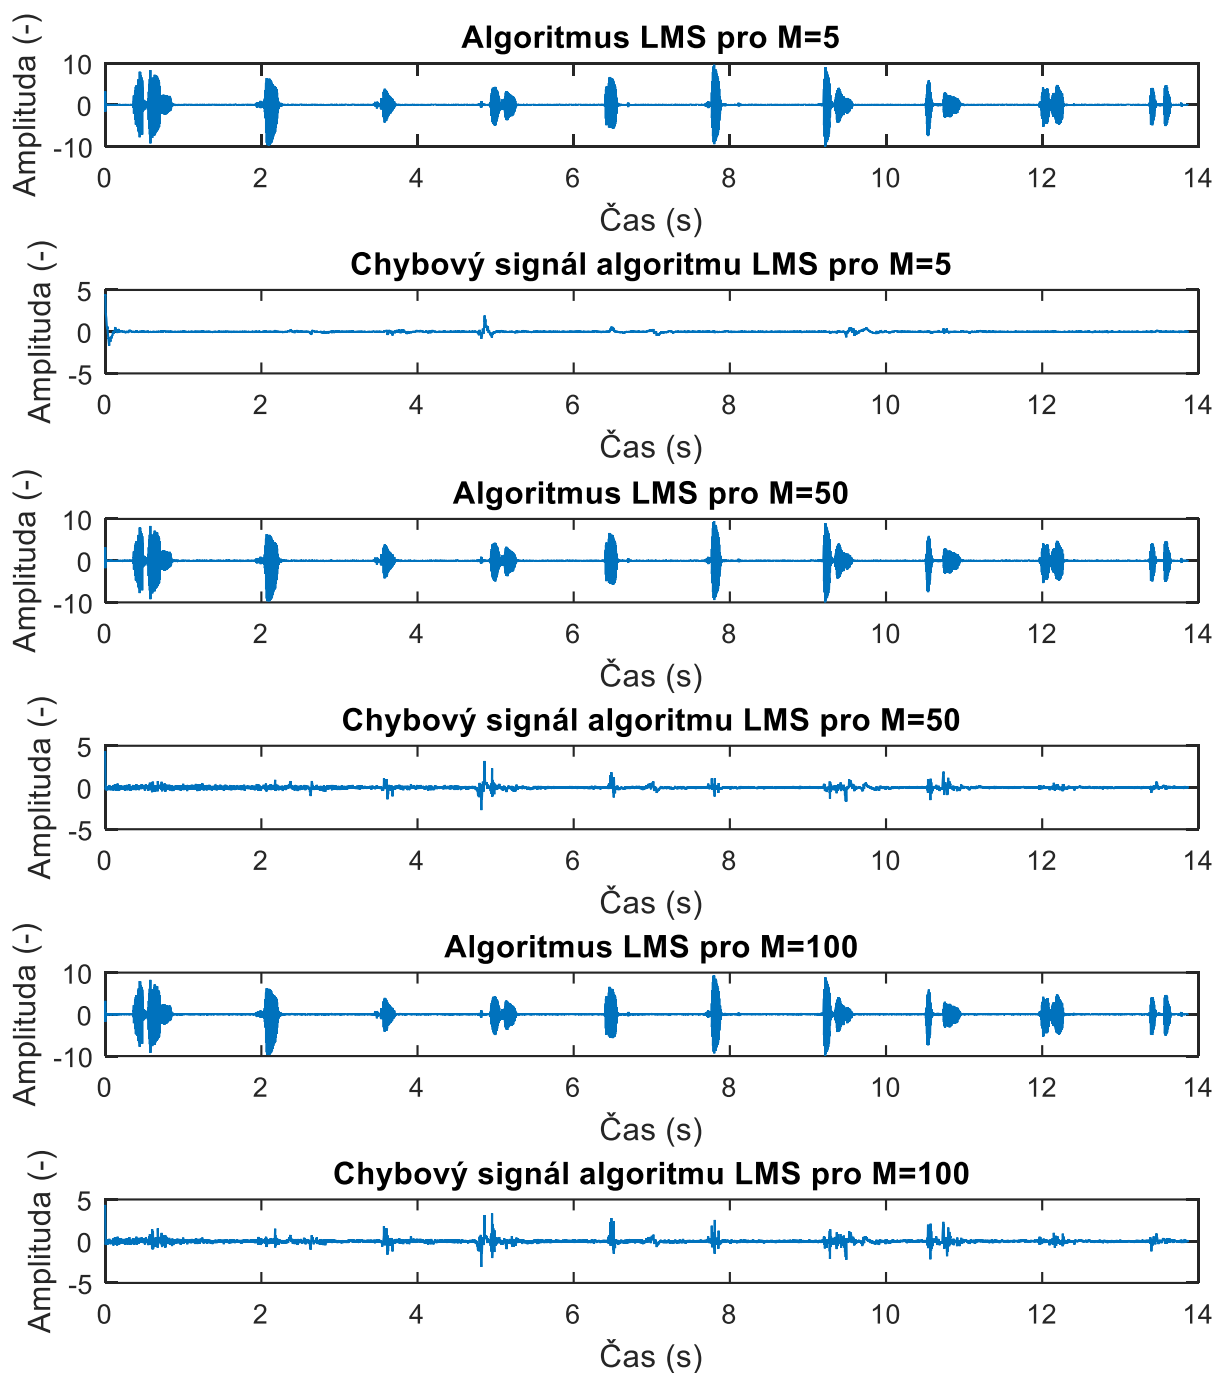 Algoritmus LMS pro M=5
Amplituda (-)
10
0
-10
0 2 4 6 8 10 12 14
Čas (s)
Chybový signál algoritmu LMS pro M=5
Amplituda (-)
5
0
-5
0 2 4 6 8 10 12 14
Čas (s)
Algoritmus LMS pro M=50
Amplituda (-)
10
0
-10
0 2 4 6 8 10 12 14
Čas (s)
Chybový signál algoritmu LMS pro M=50
Amplituda (-)
5
0
-5
0 2 4 6 8 10 12 14
Čas (s)
Algoritmus LMS pro M=100
Amplituda (-)
10
0
-10
0 2 4 6 8 10 12 14
Čas (s)
Chybový signál algoritmu LMS pro M=100
Amplituda (-)
5
0
-5
0 2 4 6 8 10 12 14
Čas (s)